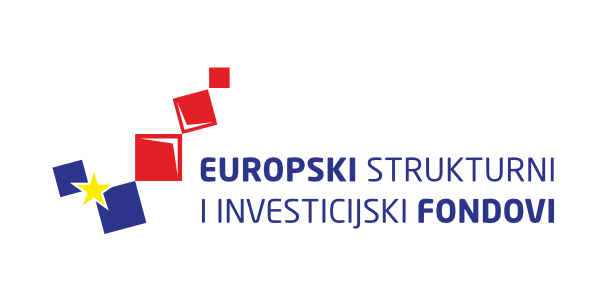 EUROPSKI STRUKTURNI
I INVESTICIJSKI FONDOVI